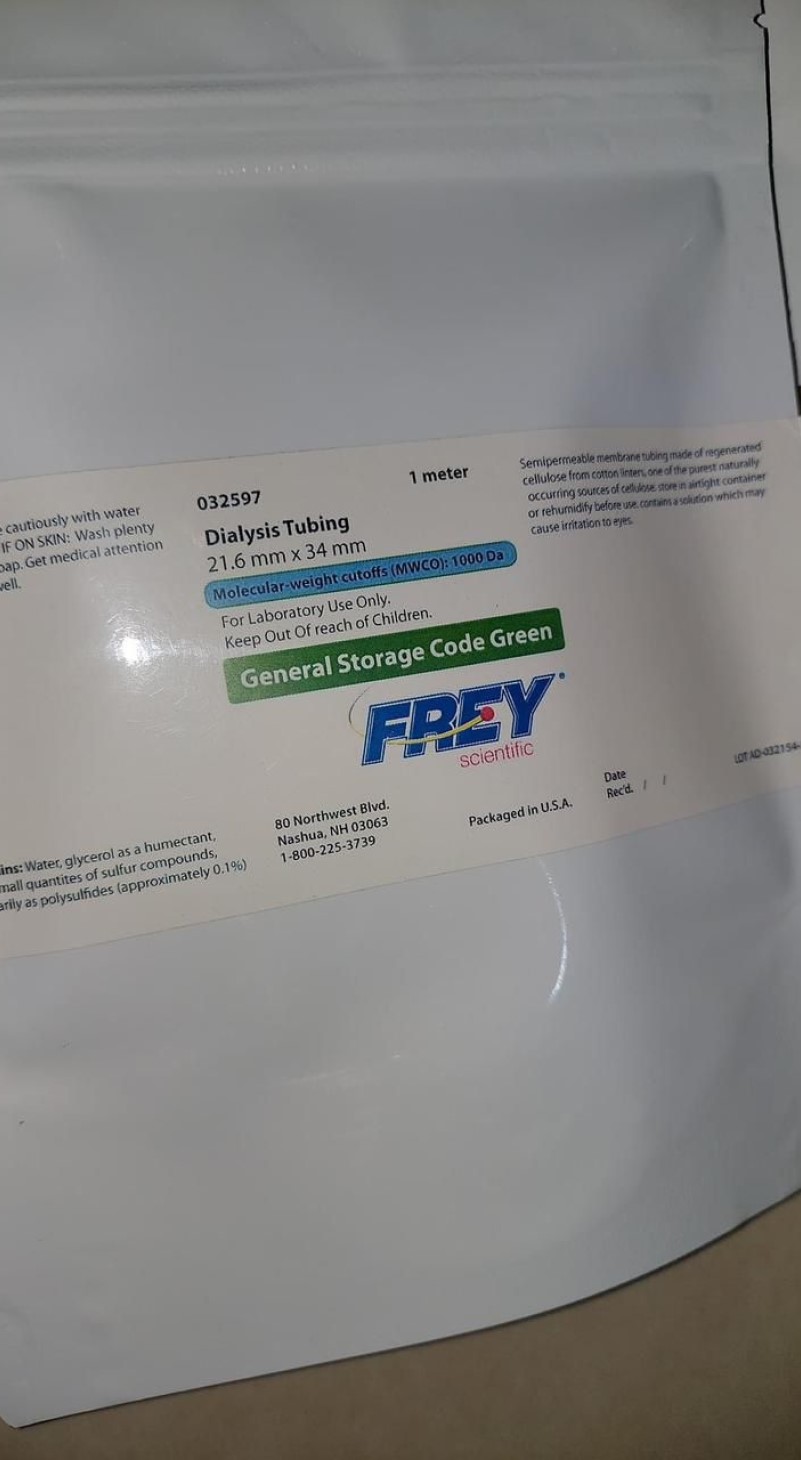 cautiously with water
IF ON SKIN: Wash plenty
Get medical attention
032597
1 meter
Dialysis Tubing
21.6 mm x 34 mm
Molecular-weight cutoffs (MWCO): 1000 Da
For Laboratory Use Only.
Keep Out Of reach of Children.
General Storage Code Green
FREY
scientific
Semipermeable membrane tubing made of regenerated
cellulose from cotton linters, one of the purest naturally
occurring sources of cellulose. store in airtight container
or rehumidify before use. contains a solution which may
cause irritation to eyes.
ins: Water, glycerol as a humectant,
mall quantites of sulfur compounds,
arily as polysulfides (approximately 0.1%)
80 Northwest Blvd.
Nashua, NH 03063
1-800-225-3739
Packaged in U.S.A.
Date
Rec'd. / /
LOT AD-032154-